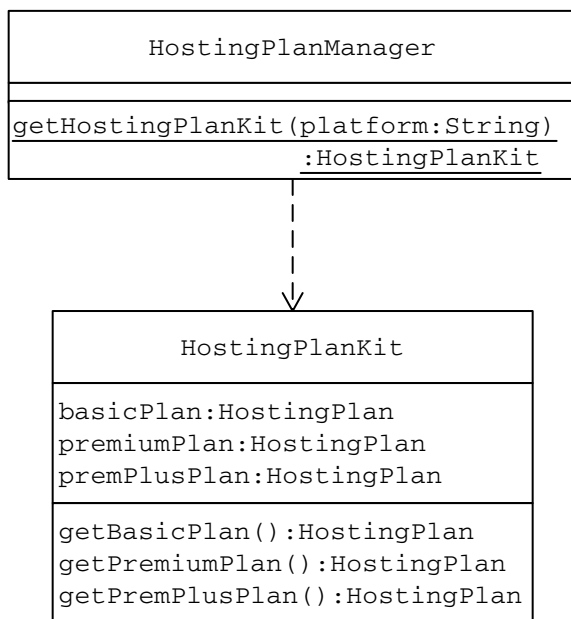 HostingPlanManager
getHostingPlanKit(platform:String)
:HostingPlanKit
HostingPlanKit
basicPlan:HostingPlan
premiumPlan:HostingPlan
premPlusPlan:HostingPlan
getBasicPlan():HostingPlan
getPremiumPlan():HostingPlan
getPremPlusPlan():HostingPlan